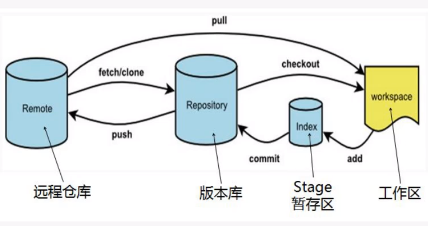 pull
fetch/clone
checkout
Remote
Repository
workspace
Index
push
commit
add
远程仓库
版本库
Stage
暂存区
工作区